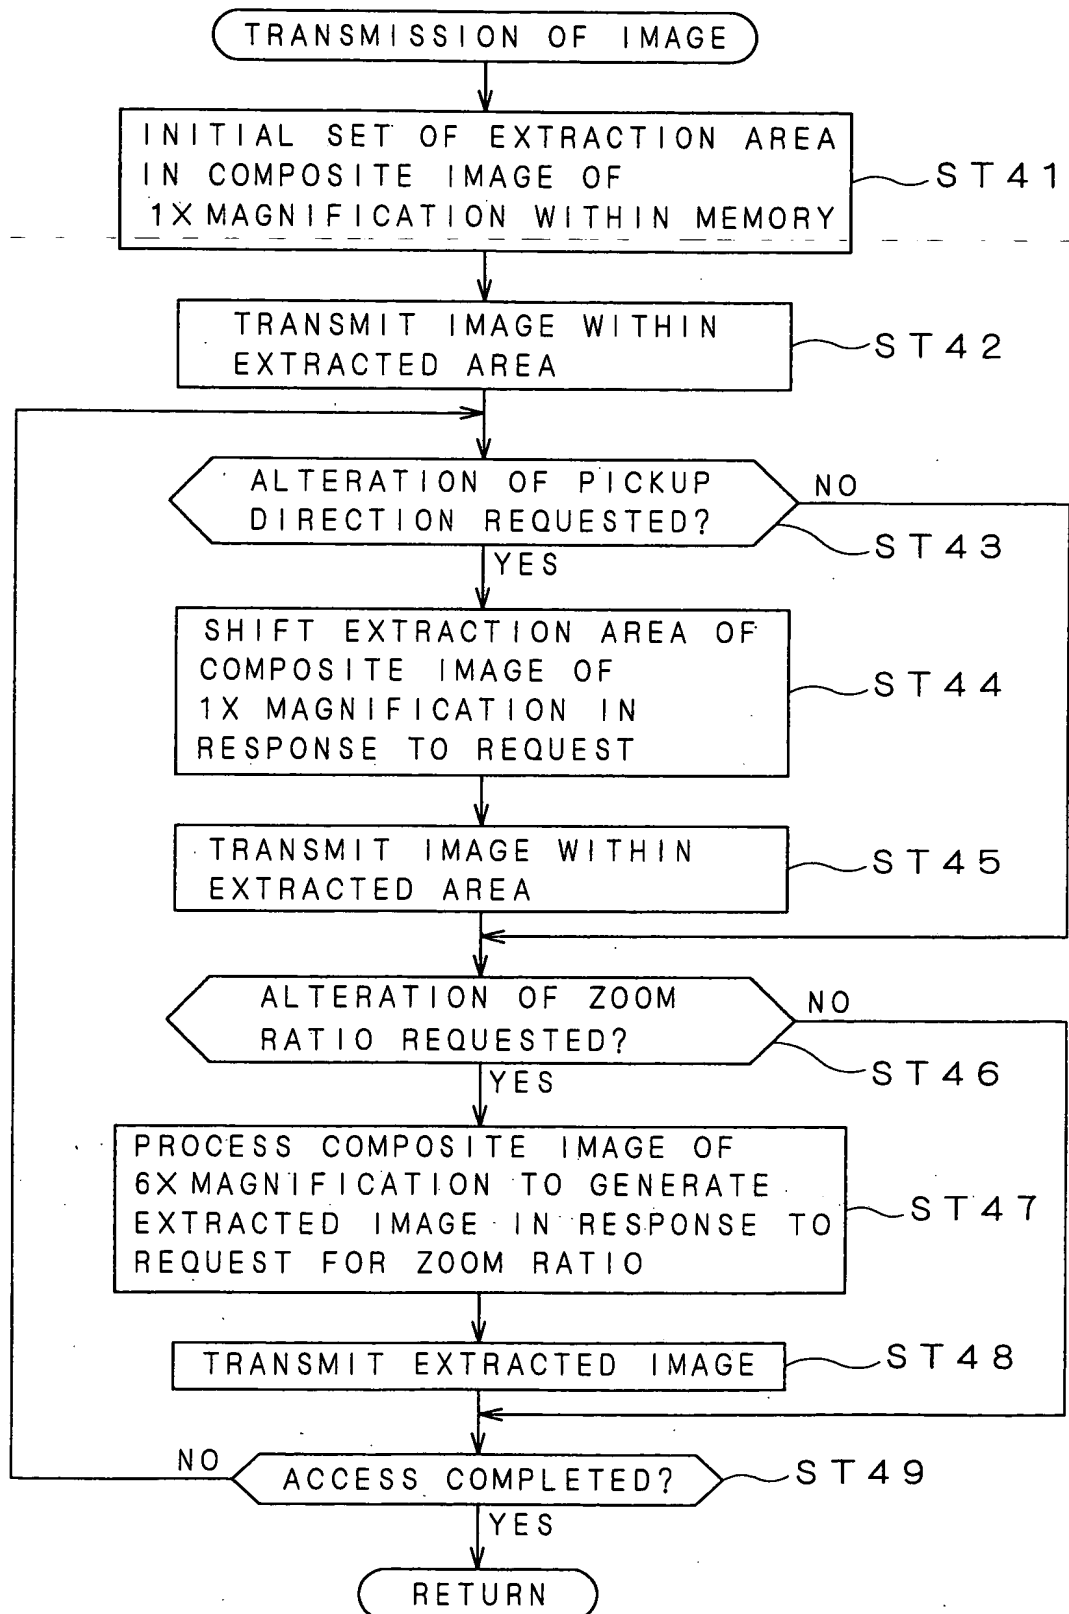 TRANSMISSION OF IMAGE
INITIAL SET OF EXTRACTION AREA
IN COMPOSITE IMAGE OF
1X MAGNIFICATION WITHIN MEMORY
ST41
TRANSMIT IMAGE WITHIN
EXTRACTED AREA
ST42
ALTERATION OF PICKUP
DIRECTION REQUESTED?
NO
ST43
YES
SHIFT EXTRACTION AREA OF
COMPOSITE IMAGE OF
1X MAGNIFICATION IN
RESPONSE TO REQUEST
ST44
TRANSMIT IMAGE WITHIN
EXTRACTED AREA
ST45
ALTERATION OF ZOOM
RATIO REQUESTED?
NO
ST46
YES
PROCESS COMPOSITE IMAGE OF
6X MAGNIFICATION TO GENERATE
EXTRACTED IMAGE IN RESPONSE TO
REQUEST FOR ZOOM RATIO
ST47
TRANSMIT EXTRACTED IMAGE
ST48
NO
ACCESS COMPLETED?
ST49
YES
RETURN